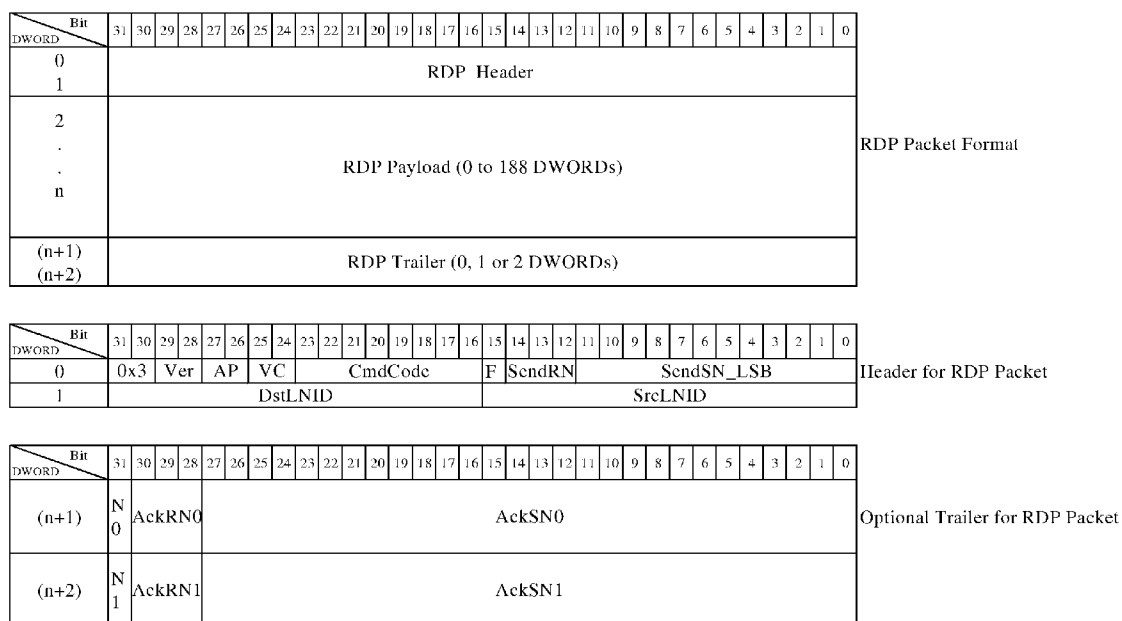 Bit
DWORD 31 30 29 28 27 26 25 24 23 22 21 20 19 18 17 16 15 14 13 12 11 10 9 8 7 6 5 4 3 2 1 0
0
1
RDP Header
2
.
.
n
RDP Payload (0 to 188 DWORDs)
RDP Packet Format
(n+1)
(n+2)
RDP Trailer (0, 1 or 2 DWORDs)
Bit
DWORD 31 30 29 28 27 26 25 24 23 22 21 20 19 18 17 16 15 14 13 12 11 10 9 8 7 6 5 4 3 2 1 0
0 0x3 Ver AP VC CmdCode F SendRN SendSN_LSB
Header for RDP Packet
1 DstLNID SrcLNID
Bit
DWORD 31 30 29 28 27 26 25 24 23 22 21 20 19 18 17 16 15 14 13 12 11 10 9 8 7 6 5 4 3 2 1 0
(n+1) N0 AckRN0 AckSN0
Optional Trailer for RDP Packet
(n+2) N1 AckRN1 AckSN1